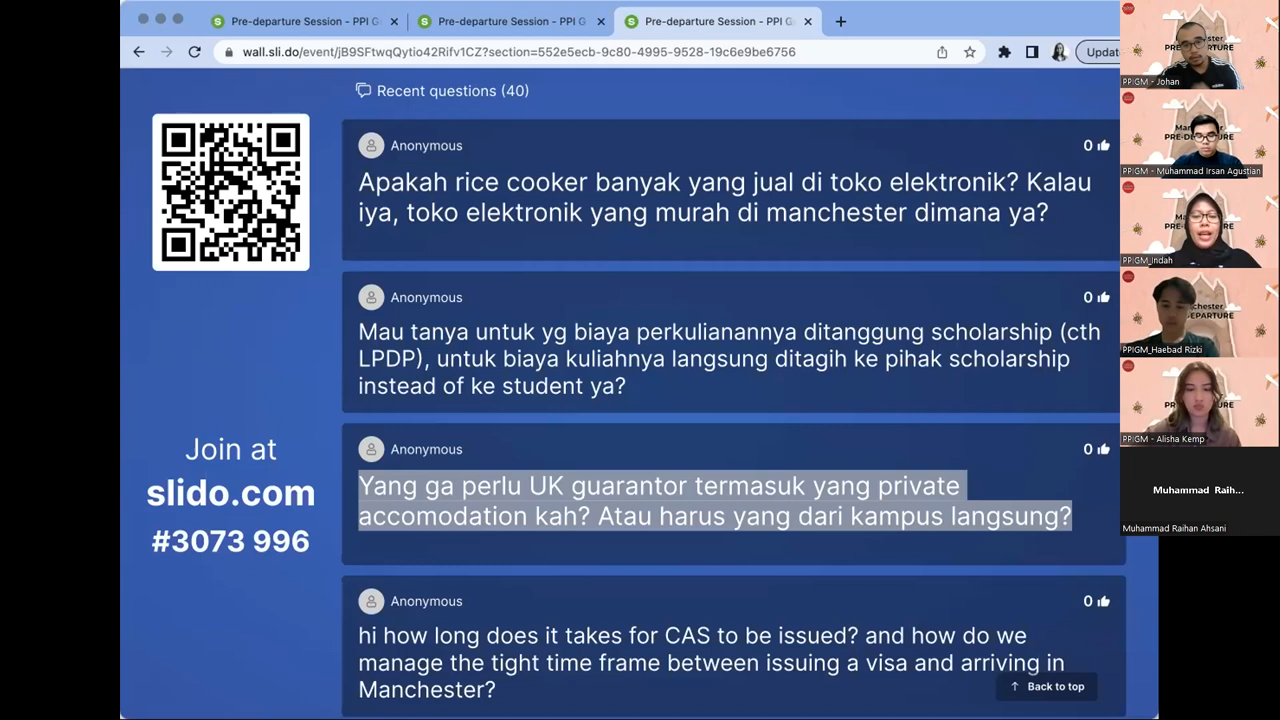 Pre-departure Session - PPI G
Pre-departure Session - PPI G
Pre-departure Session - PPI G
wall.sli.do/event/jB9SFtwqQytio42Rifv1CZ?section=552e5ecb-9c80-4995-9528-19c6e9be6756
Recent questions (40)
Anonymous
0
Apakah rice cooker banyak yang jual di toko elektronik? Kalau
iya, toko elektronik yang murah di manchester dimana ya?
Anonymous
0
Mau tanya untuk yg biaya perkulianannya ditanggung scholarship (cth
LPDP), untuk biaya kuliahnya langsung ditagih ke pihak scholarship
instead of ke student ya?
Anonymous
0
Yang ga perlu UK guarantor termasuk yang private
accomodation kah? Atau harus yang dari kampus langsung?
Anonymous
0
hi how long does it takes for CAS to be issued? and how do we
manage the tight time frame between issuing a visa and arriving in
Manchester?
Back to top
Join at
slido.com
#3073 996
PPIGM - Johan
PPIGM - Muhammad Irsan Agustian
PPIGM_Indah
PPIGM_Haebad Rizki
PPIGM - Alisha Kemp
Muhammad Raih...
Muhammad Raihan Ahsani